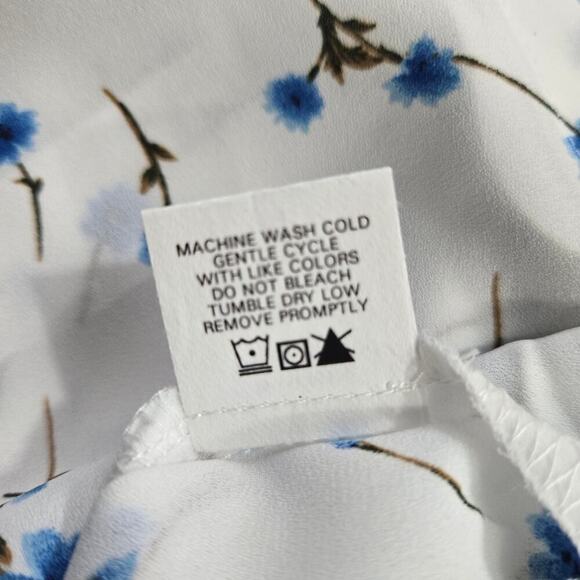 MACHINE WASH COLD
GENTLE CYCLE
WITH LIKE COLORS
DO NOT BLEACH
TUMBLE DRY LOW
REMOVE PROMPTLY